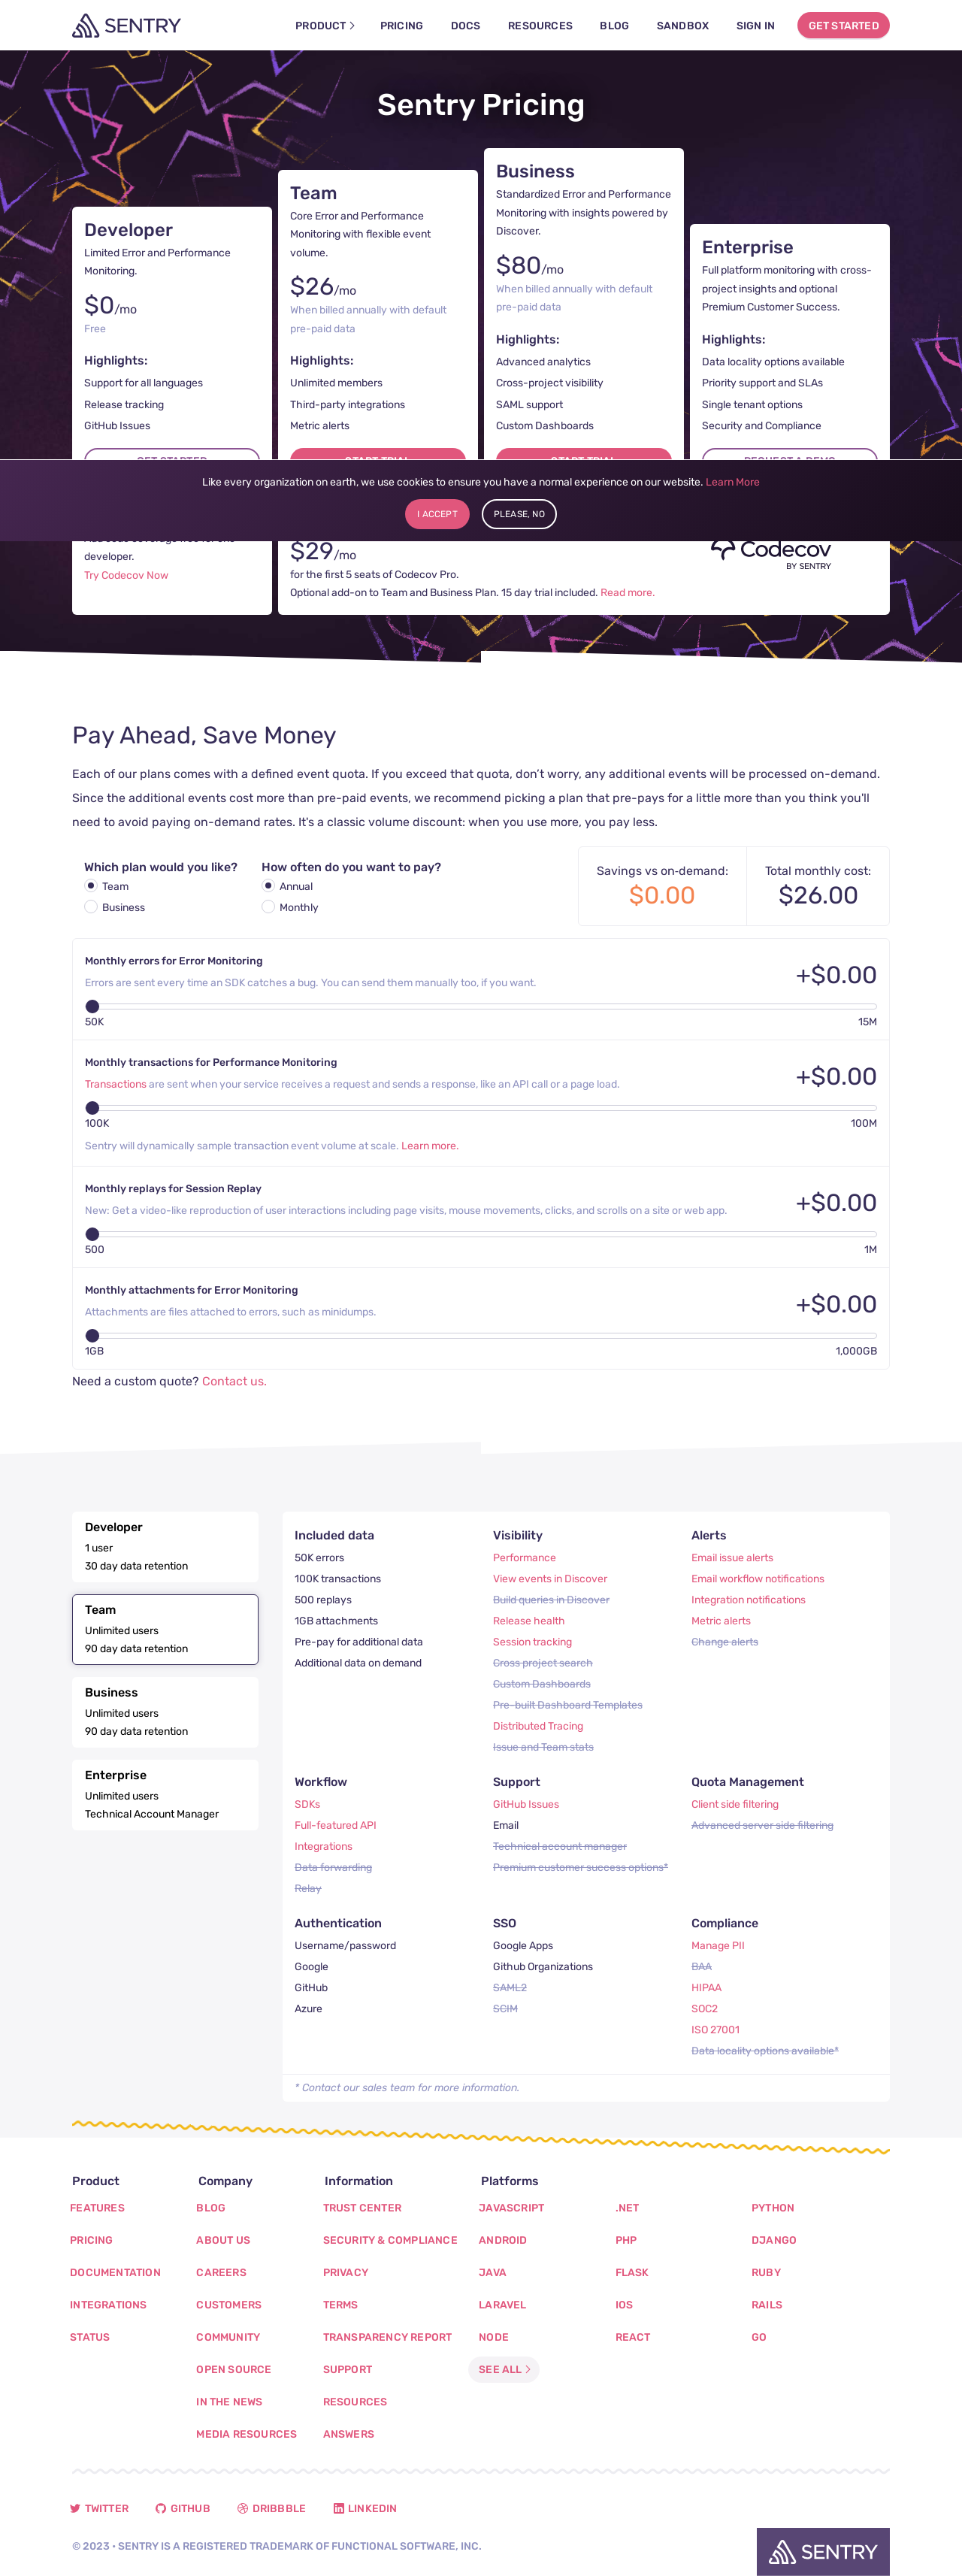 SENTRY
PRODUCT
PRICING
DOCS
RESOURCES
BLOG
SANDBOX
SIGN IN
GET STARTED
Sentry Pricing
Developer
Limited Error and Performance
Monitoring.
$0/mo
Free
Highlights:
Support for all languages
Release tracking
GitHub Issues
Team
Core Error and Performance
Monitoring with flexible event
volume.
$26/mo
When billed annually with default
pre-paid data
Highlights:
Unlimited members
Third-party integrations
Metric alerts
Business
Standardized Error and Performance
Monitoring with insights powered by
Discover.
$80/mo
When billed annually with default
pre-paid data
Highlights:
Advanced analytics
Cross-project visibility
SAML support
Custom Dashboards
Enterprise
Full platform monitoring with cross-
project insights and optional
Premium Customer Success.
Highlights:
Data locality options available
Priority support and SLAs
Single tenant options
Security and Compliance
Like every organization on earth, we use cookies to ensure you have a normal experience on our website. Learn More
I ACCEPT
PLEASE, NO
developer.
Try Codecov Now
$29/mo
for the first 5 seats of Codecov Pro.
Optional add-on to Team and Business Plan. 15 day trial included. Read more.
Codecov
BY SENTRY
Pay Ahead, Save Money
Each of our plans comes with a defined event quota. If you exceed that quota, don't worry, any additional events will be processed on-demand.
Since the additional events cost more than pre-paid events, we recommend picking a plan that pre-pays for a little more than you think you'll
need to avoid paying on-demand rates. It's a classic volume discount: when you use more, you pay less.
Which plan would you like?
Team
Business
How often do you want to pay?
Annual
Monthly
Savings vs on-demand:
$0.00
Total monthly cost:
$26.00
Monthly errors for Error Monitoring
Errors are sent every time an SDK catches a bug. You can send them manually too, if you want.
+$0.00
50K
15M
Monthly transactions for Performance Monitoring
Transactions are sent when your service receives a request and sends a response, like an API call or a page load.
+$0.00
100K
100M
Sentry will dynamically sample transaction event volume at scale. Learn more.
Monthly replays for Session Replay
New: Get a video-like reproduction of user interactions including page visits, mouse movements, clicks, and scrolls on a site or web app.
+$0.00
500
1M
Monthly attachments for Error Monitoring
Attachments are files attached to errors, such as minidumps.
+$0.00
1GB
1,000GB
Need a custom quote? Contact us.
Developer
1 user
30 day data retention
Team
Unlimited users
90 day data retention
Business
Unlimited users
90 day data retention
Enterprise
Unlimited users
Technical Account Manager
Included data
50K errors
100K transactions
500 replays
1GB attachments
Pre-pay for additional data
Additional data on demand
Visibility
Performance
View events in Discover
Build queries in Discover
Release health
Session tracking
Cross project search
Custom Dashboards
Pre-built Dashboard Templates
Distributed Tracing
Issue and Team stats
Alerts
Email issue alerts
Email workflow notifications
Integration notifications
Metric alerts
Change alerts
Workflow
SDKs
Full-featured API
Integrations
Data forwarding
Relay
Support
GitHub Issues
Email
Technical account manager
Premium customer success options*
Quota Management
Client side filtering
Advanced server side filtering
Authentication
Username/password
Google
GitHub
Azure
SSO
Google Apps
Github Organizations
SAML2
SCIM
Compliance
Manage PII
BAA
HIPAA
SOC2
ISO 27001
Data locality options available*
* Contact our sales team for more information.
Product
FEATURES
PRICING
DOCUMENTATION
INTEGRATIONS
STATUS
Company
BLOG
ABOUT US
CAREERS
CUSTOMERS
COMMUNITY
OPEN SOURCE
IN THE NEWS
MEDIA RESOURCES
Information
TRUST CENTER
SECURITY & COMPLIANCE
PRIVACY
TERMS
TRANSPARENCY REPORT
SUPPORT
RESOURCES
ANSWERS
Platforms
JAVASCRIPT
ANDROID
JAVA
LARAVEL
NODE
SEE ALL
.NET
PHP
FLASK
IOS
REACT
PYTHON
DJANGO
RUBY
RAILS
GO
TWITTER
GITHUB
DRIBBBLE
LINKEDIN
© 2023 • SENTRY IS A REGISTERED TRADEMARK OF FUNCTIONAL SOFTWARE, INC.
SENTRY